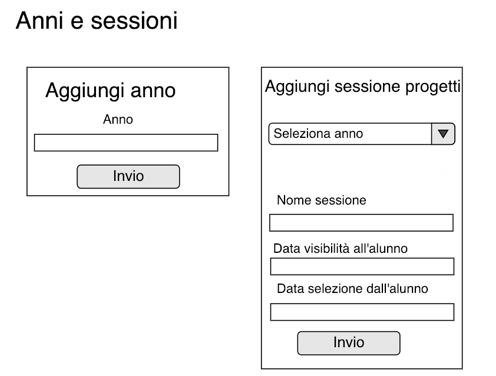 Anni e sessioni
Aggiungi anno
Anno
Invio
Aggiungi sessione progetti
Seleziona anno
Nome sessione
Data visibilità all'alunno
Data selezione dall'alunno
Invio